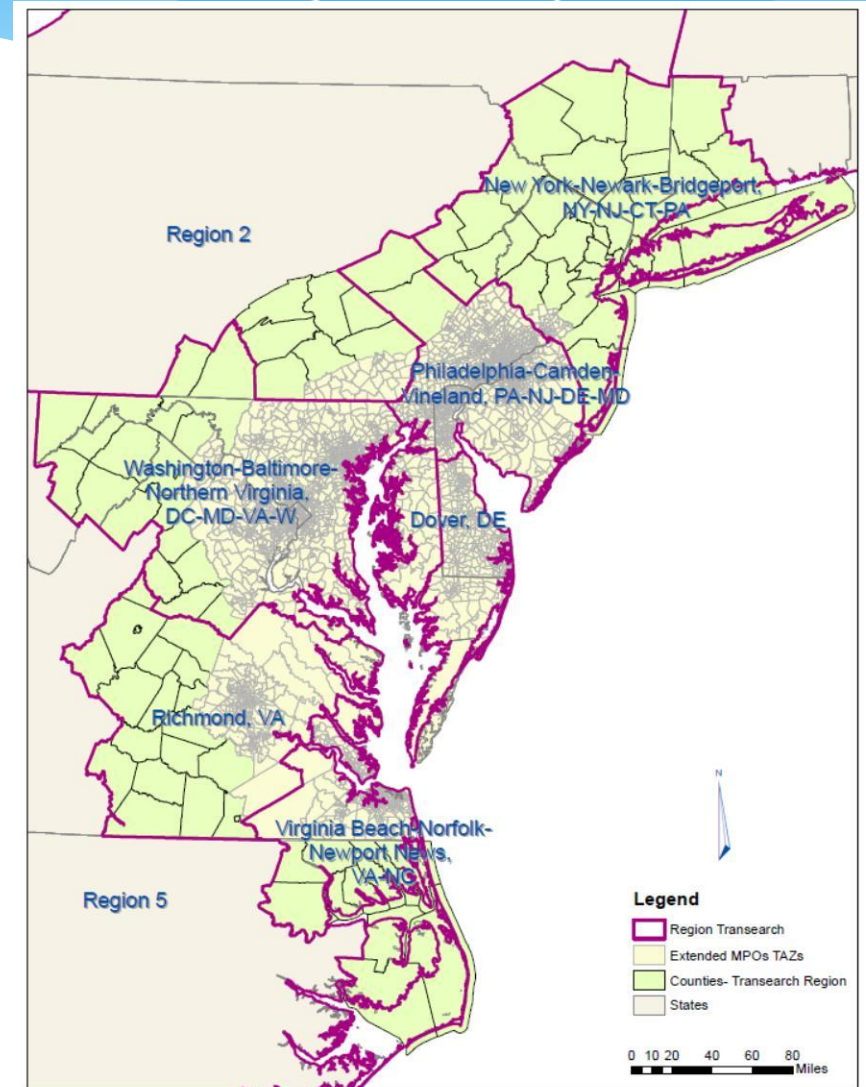 New York-Newark-Bridgeport,
NY-NJ-CT-PA
Region 2
Philadelphia-Camden-
Vineland, PA-NJ-DE-MD
Washington-Baltimore-
Northern Virginia,
DC-MD-VA-W
Dover, DE
Richmond, VA
Virginia Beach-Norfolk-
Newport News,
VA-NC
Region 5
N
Legend
Region Transearch
Extended MPOs TAZs
Counties- Transearch Region
States
0 10 20 40 60 80
Miles